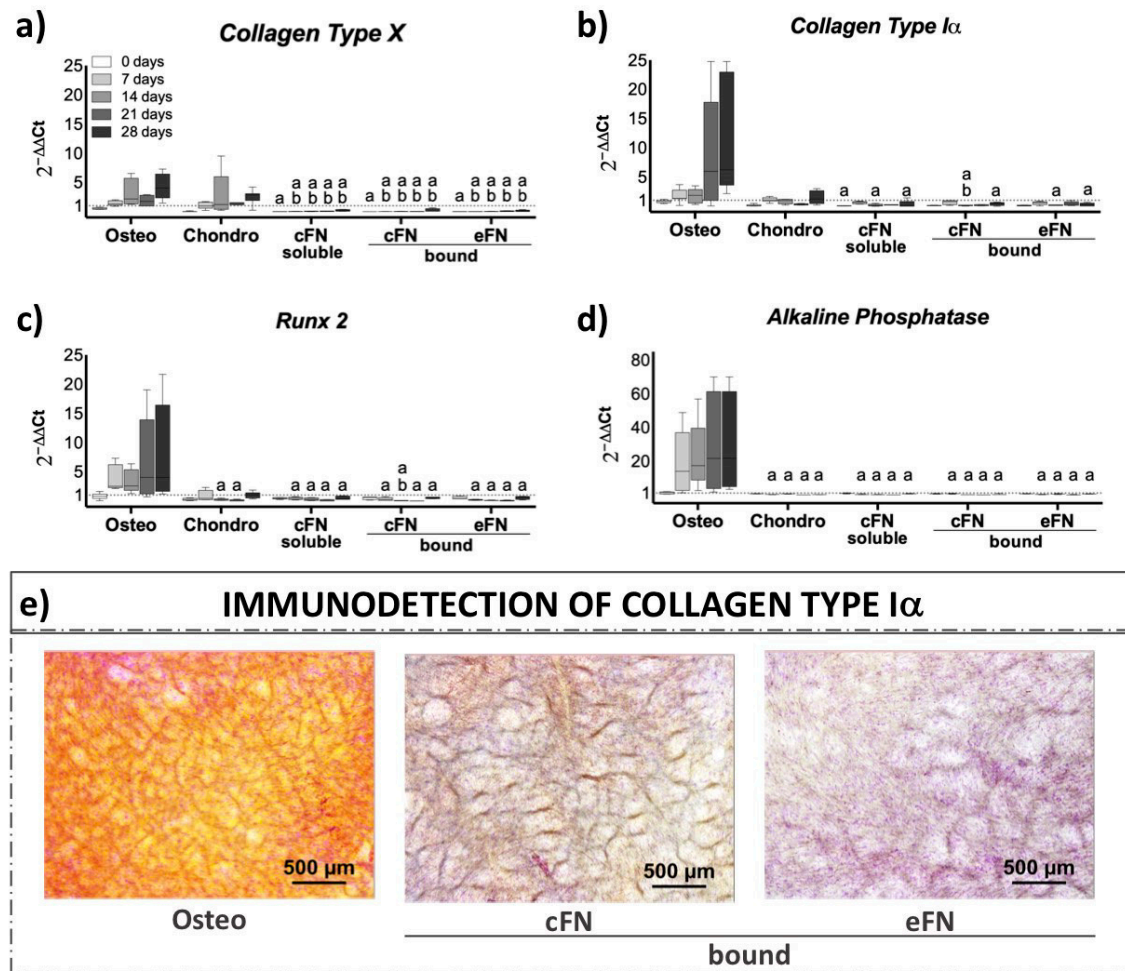 a)
Collagen Type X
2^-ΔΔCt
25
20
15
10
5
1
0 days
7 days
14 days
21 days
28 days
a a a a
a b b b b
a a a a
a b b b b
a a a a
a b b b b
Osteo Chondro cFN cFN eFN
soluble bound
b)
Collagen Type Iα
2^-ΔΔCt
25
20
15
10
5
1
a
a a a b a a a
Osteo Chondro cFN cFN eFN
soluble bound
c)
Runx 2
2^-ΔΔCt
25
20
15
10
5
1
a
a a a a a a b a a a a a
Osteo Chondro cFN cFN eFN
soluble bound
d)
Alkaline Phosphatase
2^-ΔΔCt
80
60
40
20
1
a a a a a a a a a a a a a a a a
Osteo Chondro cFN cFN eFN
soluble bound
e)
IMMUNODETECTION OF COLLAGEN TYPE Iα
500 µm 500 µm 500 µm
Osteo cFN eFN
bound